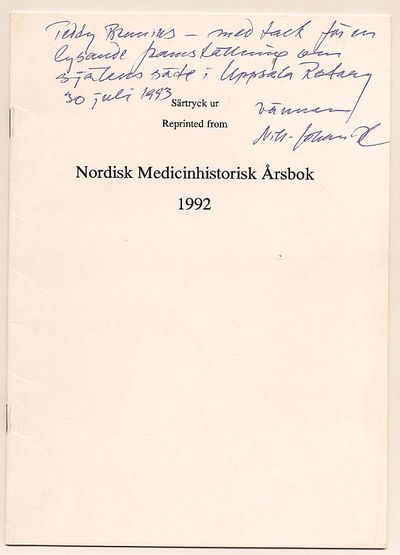 Teddy Brunius – med tack för en
lysande framställning om
själens säte i Uppsala Rotary
30 juli 1993
Särtryck ur
vännen
Reprinted from
Nils-Johan
Nordisk Medicinhistorisk Årsbok
1992